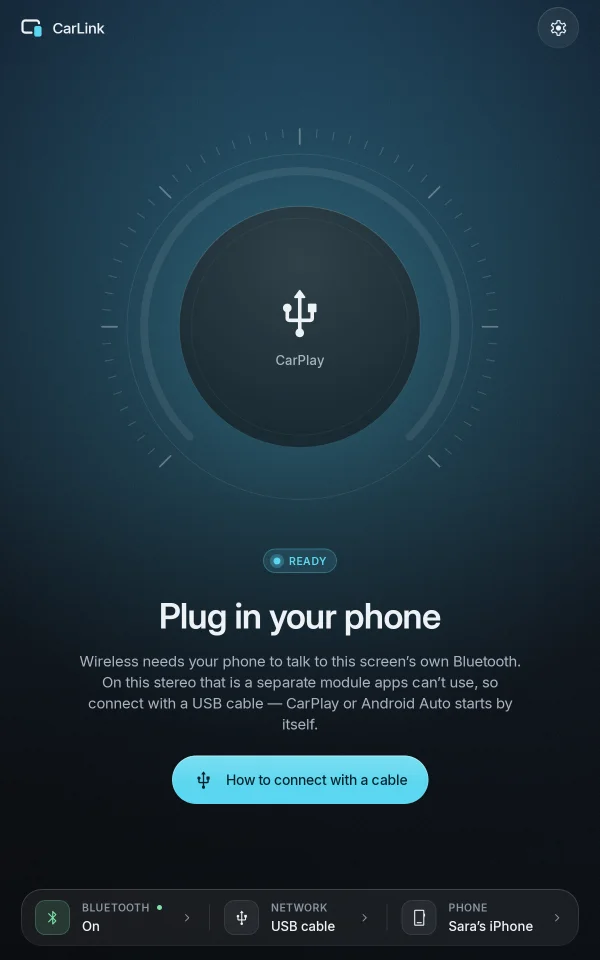 CarLink
CarPlay
READY
Plug in your phone
Wireless needs your phone to talk to this screen’s own Bluetooth.
On this stereo that is a separate module apps can’t use, so
connect with a USB cable — CarPlay or Android Auto starts by
itself.
How to connect with a cable
BLUETOOTH
On
NETWORK
USB cable
PHONE
Sara’s iPhone